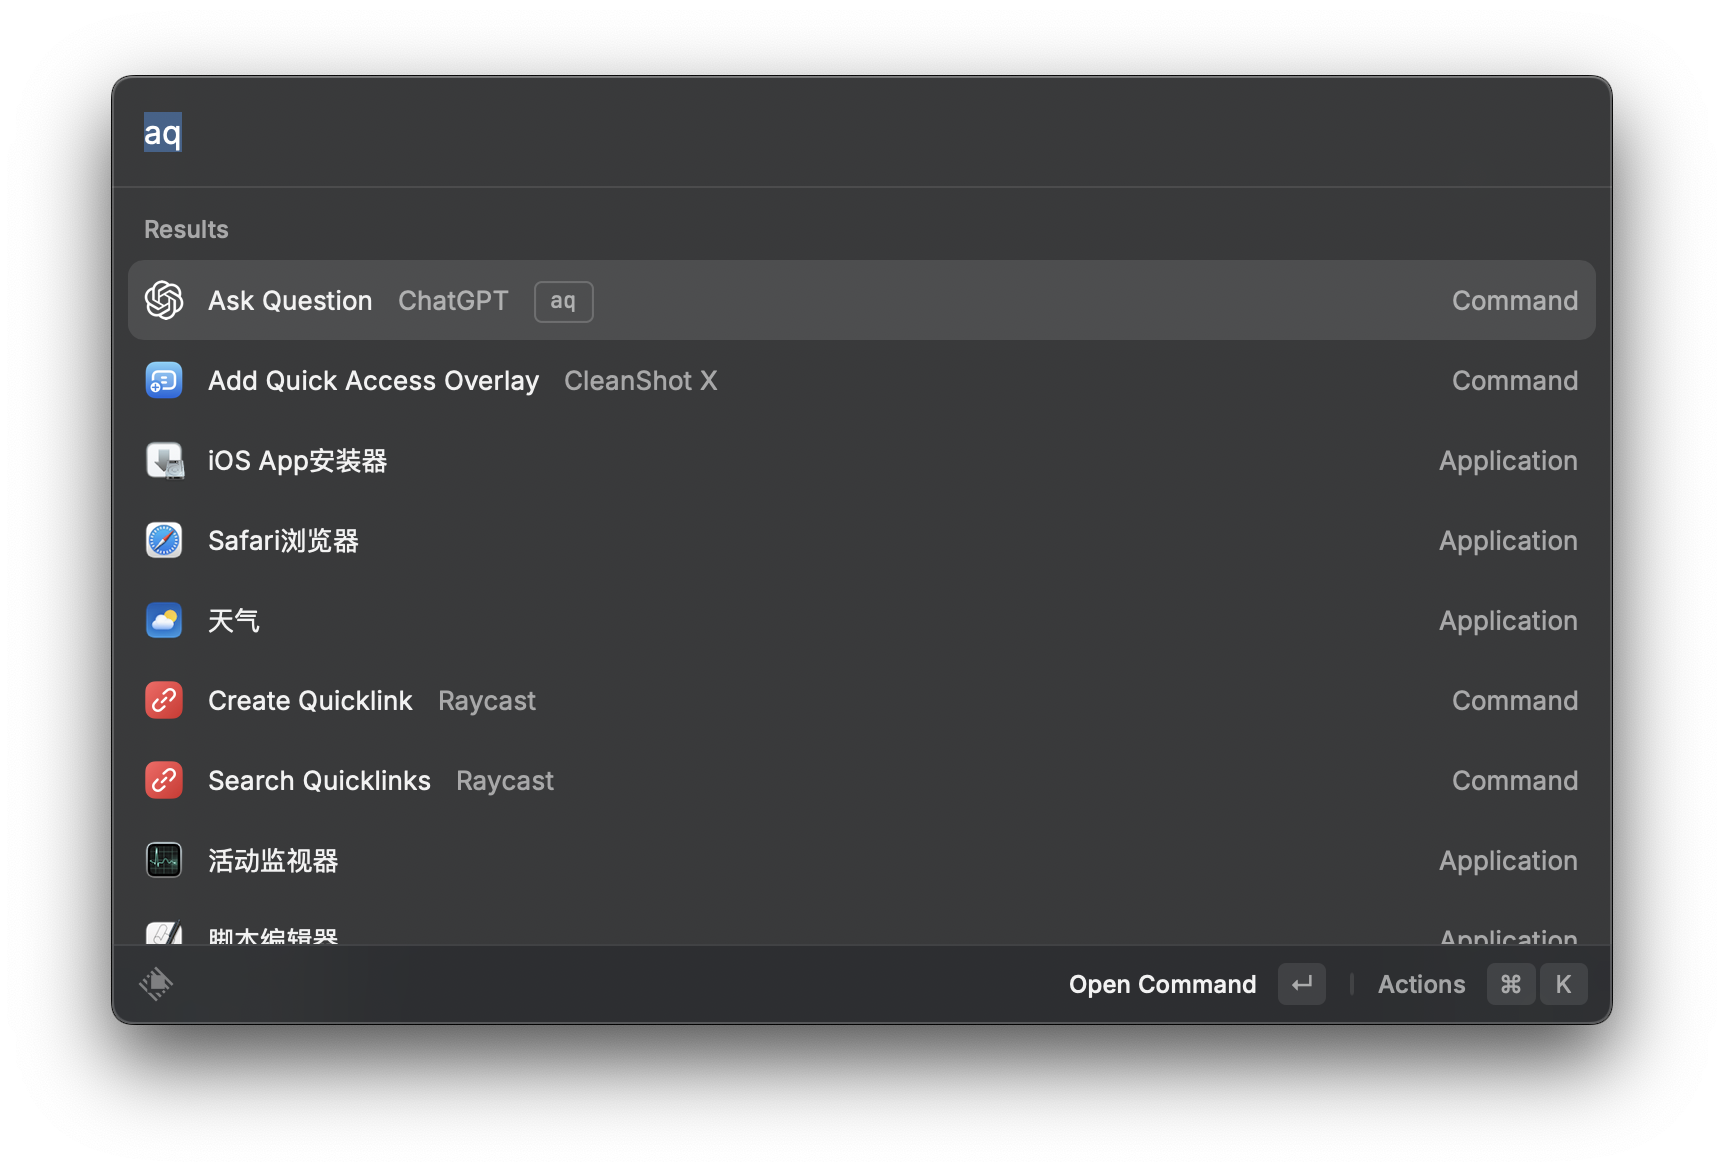 aq
Results
Ask Question ChatGPT aq Command
Add Quick Access Overlay CleanShot X Command
iOS App安装器 Application
Safari浏览器 Application
天气 Application
Create Quicklink Raycast Command
Search Quicklinks Raycast Command
活动监视器 Application
脚本编辑器 Application
Open Command ↵ Actions ⌘ K